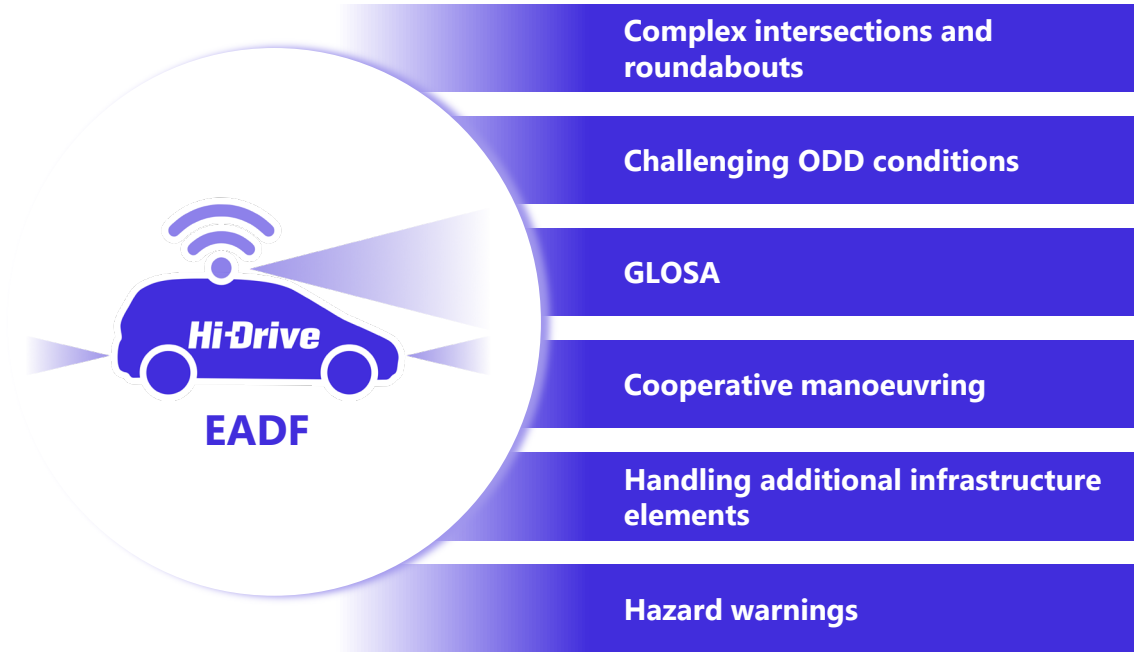 Hi-Drive
EADF
Complex intersections and
roundabouts
Challenging ODD conditions
GLOSA
Cooperative manoeuvring
Handling additional infrastructure
elements
Hazard warnings